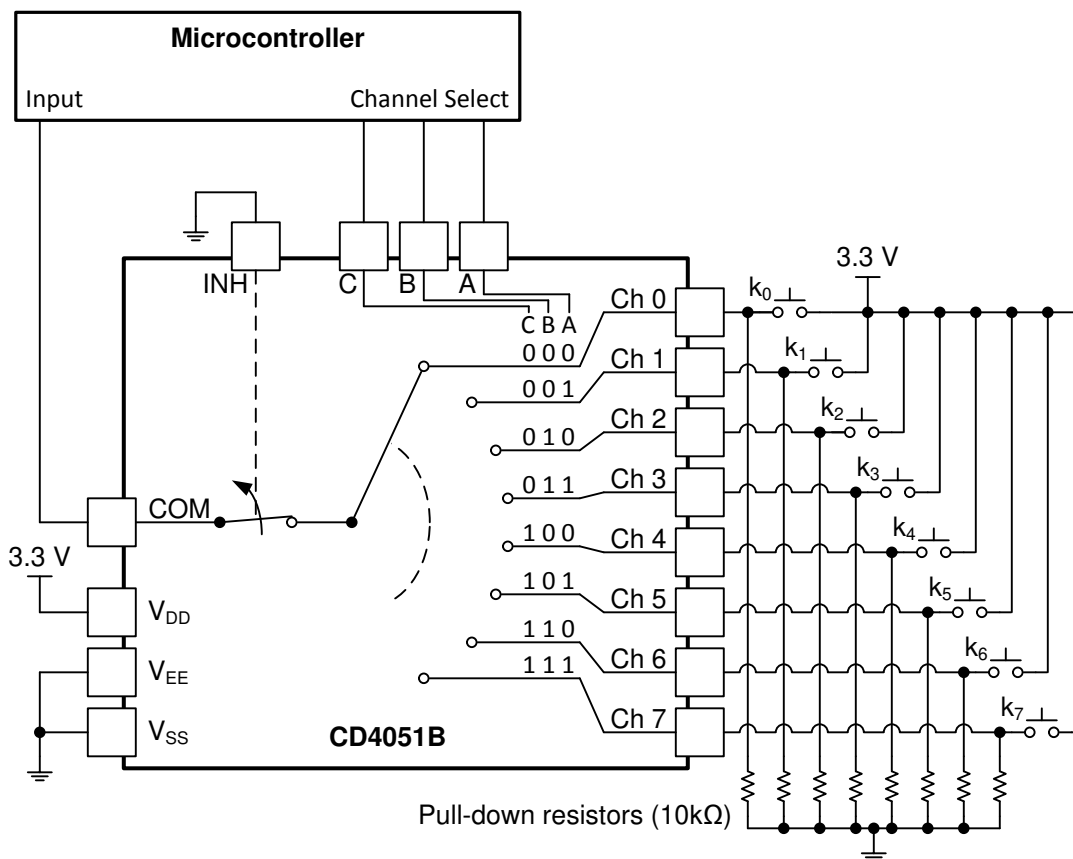 Microcontroller
Input
Channel Select
INH
C
B
A
C B A
0 0 0
0 0 1
0 1 0
0 1 1
1 0 0
1 0 1
1 1 0
1 1 1
Ch 0
Ch 1
Ch 2
Ch 3
Ch 4
Ch 5
Ch 6
Ch 7
3.3 V
k0
k1
k2
k3
k4
k5
k6
k7
COM
3.3 V
VDD
VEE
VSS
CD4051B
Pull-down resistors (10kΩ)